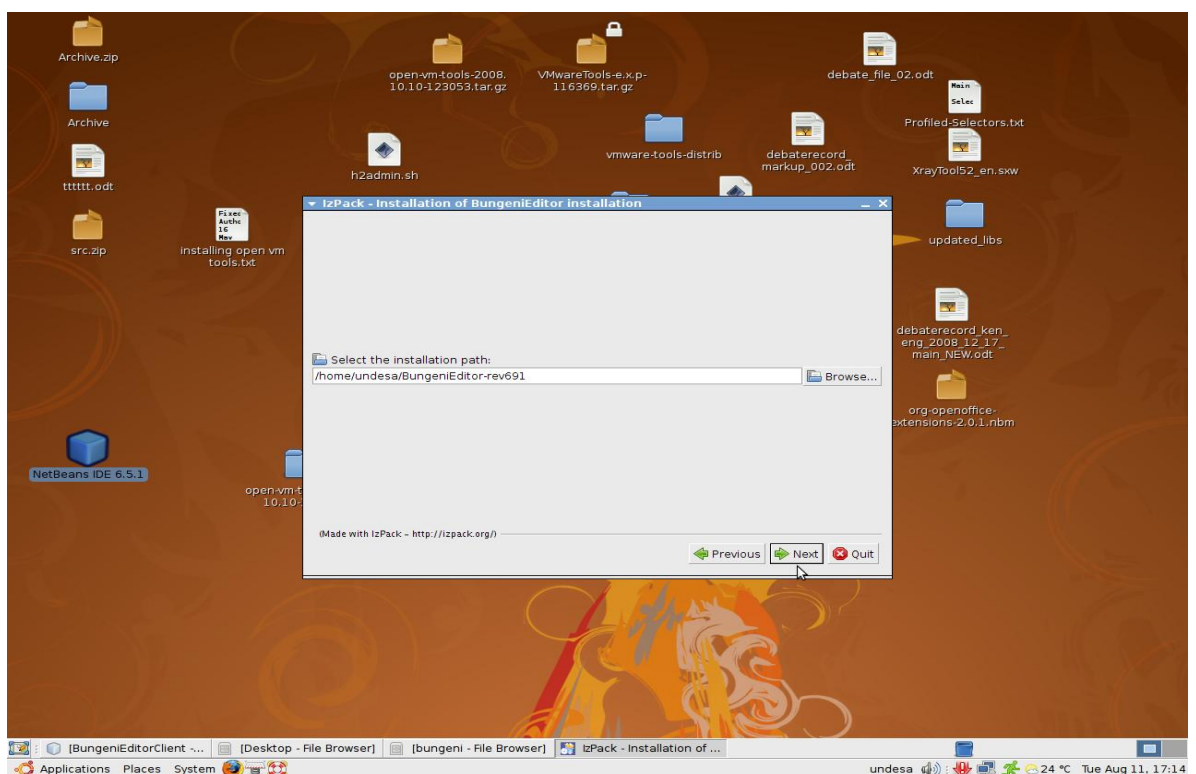 Archive.zip
open-vm-tools-2008.
10.10-123053.tar.gz
VMwareTools-e.x.p-
116369.tar.gz
debate_file_02.odt
Main
Selec
Profiled-Selectors.txt
Archive
h2admin.sh
vmware-tools-distrib
debaterecord_
markup_002.odt
XrayTool52_en.sxw
tttttt.odt
IzPack - Installation of BungeniEditor installation
Fixed
Autho
16
May
src.zip
installing open vm
tools.txt
updated_libs
debaterecord_ken_
eng_2008_12_17_
main_NEW.odt
Select the installation path:
/home/undesa/BungeniEditor-rev691
Browse...
org-openoffice-
extensions-2.0.1.nbm
NetBeans IDE 6.5.1
open-vm-t
10.10-
(Made with IzPack - http://izpack.org/)
Previous
Next
Quit
[BungeniEditorClient -...
[Desktop - File Browser]
[bungeni - File Browser]
IzPack - Installation of ...
Applications Places System
undesa
24 °C
Tue Aug 11, 17:14